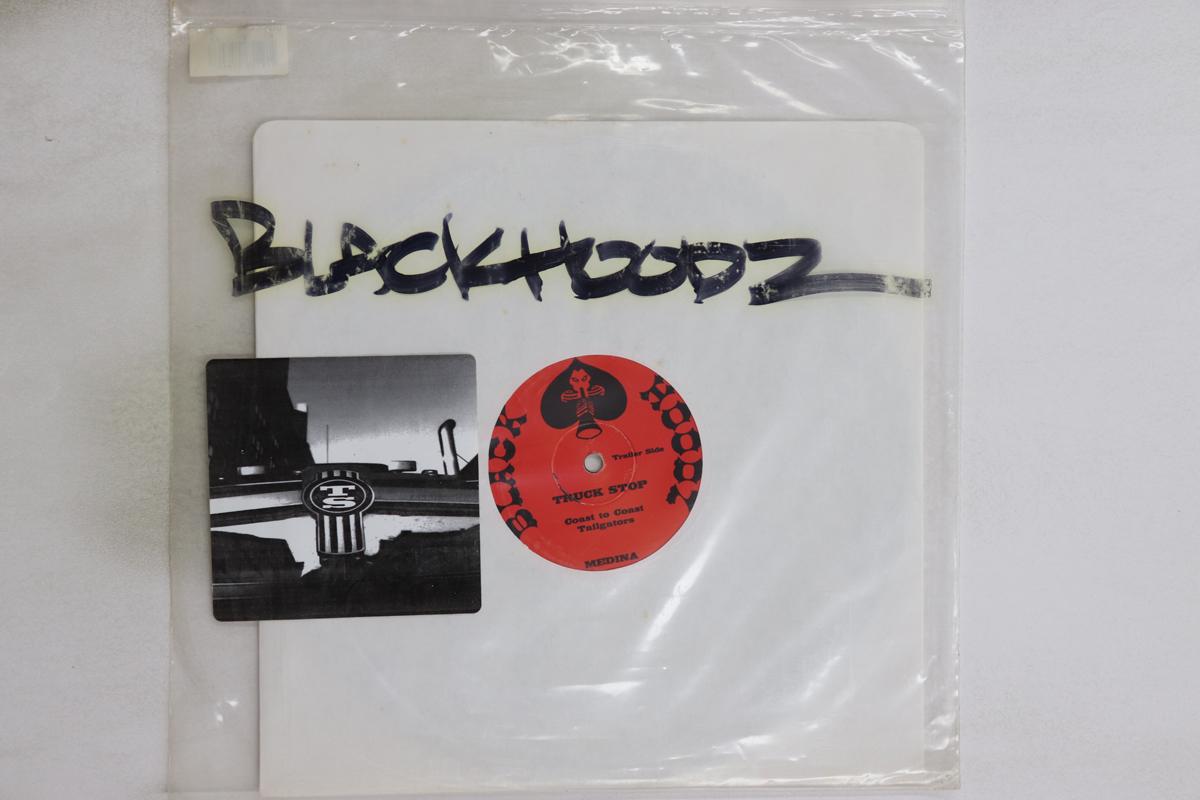 BLACKHOODZ
TS
BLACK HOODZ
Trailer Side
TRUCK STOP
Coast to Coast
Tailgators
MEDINA